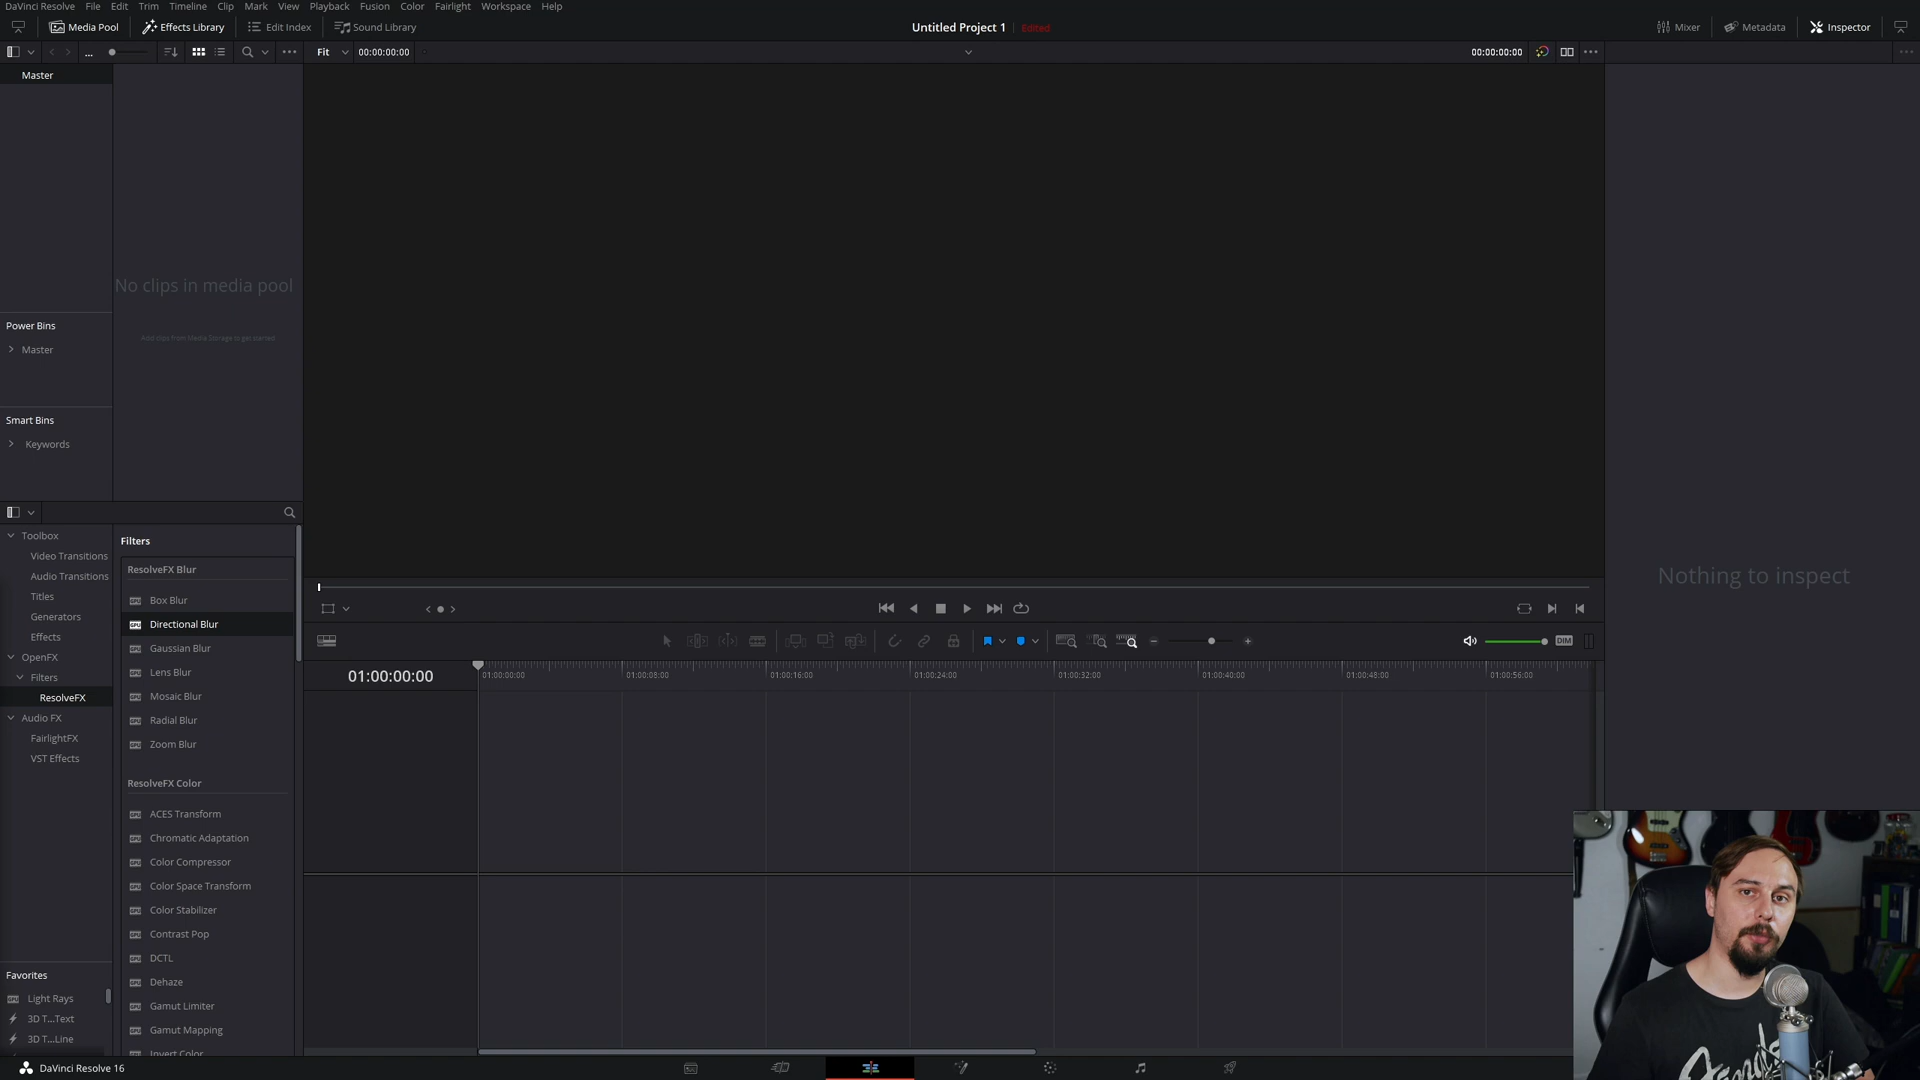 DaVinci Resolve File Edit Trim Timeline Clip Mark View Playback Fusion Color Fairlight Workspace Help
Media Pool Effects Library Edit Index Sound Library Untitled Project 1 Edited Mixer Metadata Inspector
... Fit 00:00:00:00 00:00:00:00
Master
No clips in media pool
Add clips from Media Storage to get started
Power Bins
Master
Smart Bins
Keywords
Nothing to inspect
Toolbox
Video Transitions
Audio Transitions
Titles
Generators
Effects
OpenFX
Filters
ResolveFX
Audio FX
FairlightFX
VST Effects
Favorites
Light Rays
3D T...Text
3D T...Line
Filters
ResolveFX Blur
Box Blur
Directional Blur
Gaussian Blur
Lens Blur
Mosaic Blur
Radial Blur
Zoom Blur
ResolveFX Color
ACES Transform
Chromatic Adaptation
Color Compressor
Color Space Transform
Color Stabilizer
Contrast Pop
DCTL
Dehaze
Gamut Limiter
Gamut Mapping
Invert Color
DIM
01:00:00:00
01:00:00:00 01:00:08:00 01:00:16:00 01:00:24:00 01:00:32:00 01:00:40:00 01:00:48:00 01:00:56:00
DaVinci Resolve 16